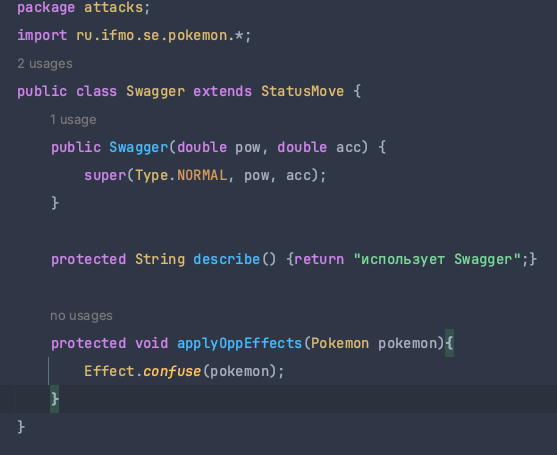 package attacks;
import ru.ifmo.se.pokemon.*;
2 usages
public class Swagger extends StatusMove {
1 usage
public Swagger(double pow, double acc) {
super(Type.NORMAL, pow, acc);
}
protected String describe() {return "использует Swagger";}
no usages
protected void applyOppEffects(Pokemon pokemon){
Effect.confuse(pokemon);
}
}